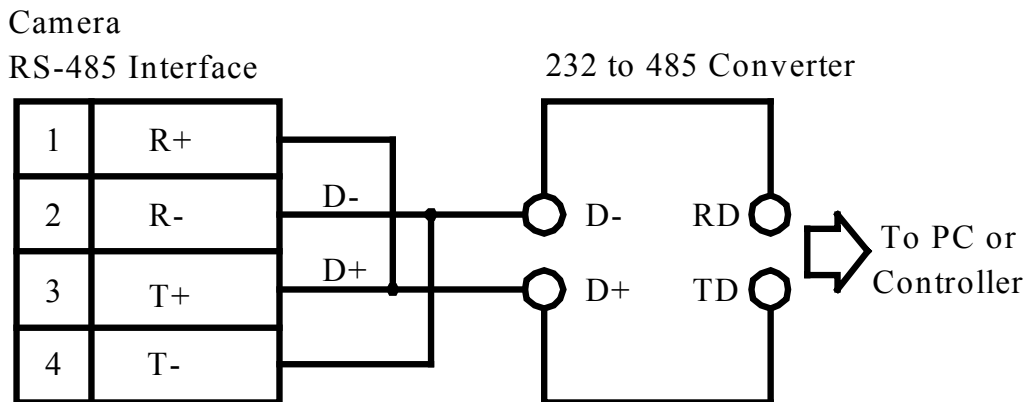 Camera
RS-485 Interface
232 to 485 Converter
1 R+
2 R-
3 T+
4 T-
D-
D+
D- RD
D+ TD
To PC or
Controller